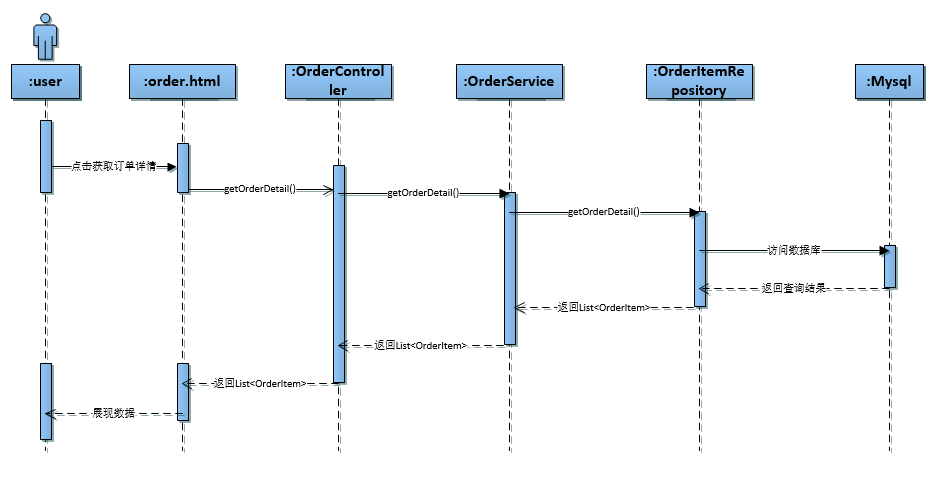 :user
:order.html
:OrderControl
ler
:OrderService
:OrderItemRe
pository
:Mysql
点击获取订单详情
getOrderDetail()
getOrderDetail()
getOrderDetail()
访问数据库
返回查询结果
返回List<OrderItem>
返回List<OrderItem>
返回List<OrderItem>
展现数据